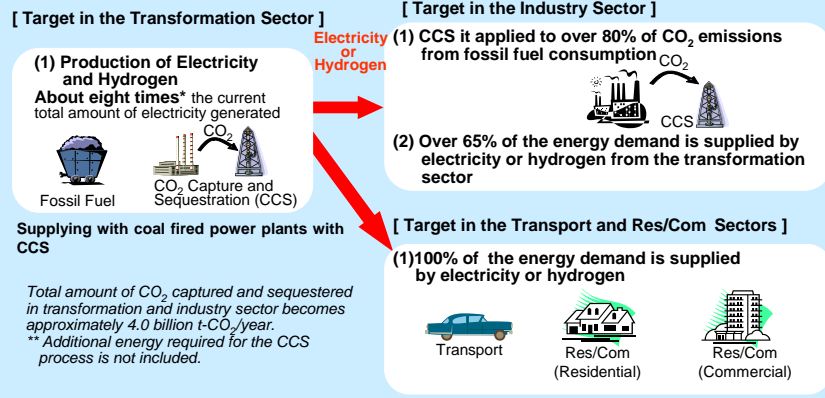 [ Target in the Transformation Sector ]
(1) Production of Electricity
and Hydrogen
About eight times* the current
total amount of electricity generated
CO2
Fossil Fuel
CO2 Capture and
Sequestration (CCS)
Supplying with coal fired power plants with
CCS
Total amount of CO2 captured and sequestered
in transformation and industry sector becomes
approximately 4.0 billion t-CO2/year.
** Additional energy required for the CCS
process is not included.
Electricity
or
Hydrogen
[ Target in the Industry Sector ]
(1) CCS it applied to over 80% of CO2 emissions
from fossil fuel consumption
CO2
CCS
(2) Over 65% of the energy demand is supplied by
electricity or hydrogen from the transformation
sector
[ Target in the Transport and Res/Com Sectors ]
(1)100% of the energy demand is supplied
by electricity or hydrogen
Transport
Res/Com
(Residential)
Res/Com
(Commercial)